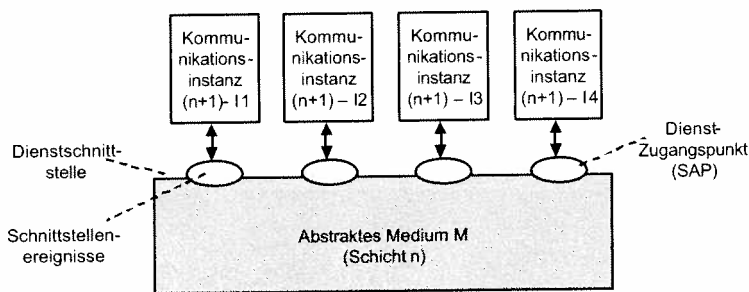 Kommu-
nikations-
instanz
(n+1)- I1
Kommu-
nikations-
instanz
(n+1) – I2
Kommu-
nikations-
instanz
(n+1) – I3
Kommu-
nikations-
instanz
(n+1) – I4
Dienstschnitt-
stelle
Dienst-
Zugangspunkt
(SAP)
Schnittstellen-
ereignisse
Abstraktes Medium M
(Schicht n)